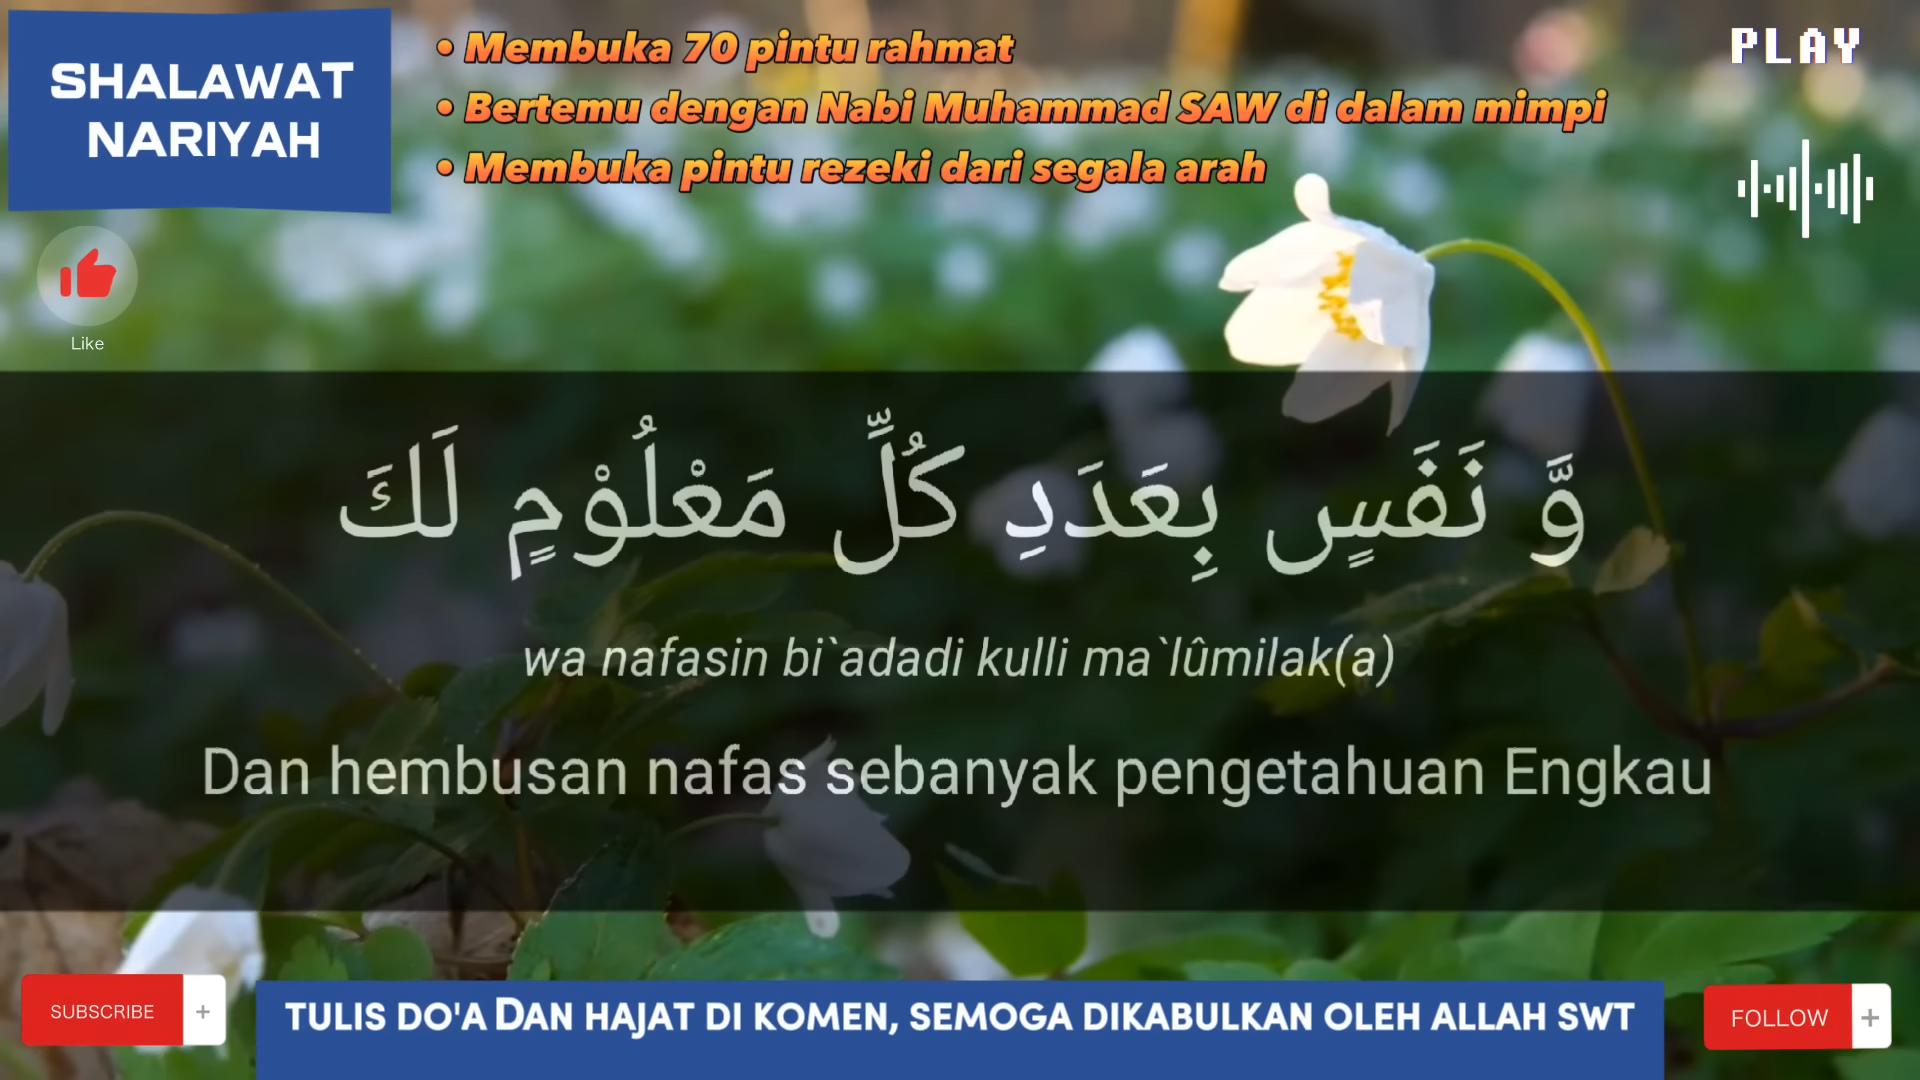 SHALAWAT
NARIYAH
• Membuka 70 pintu rahmat
• Bertemu dengan Nabi Muhammad SAW di dalam mimpi
• Membuka pintu rezeki dari segala arah
PLAY
Like
وَّ نَفَسٍ بِعَدَدِ كُلِّ مَعْلُوْمٍ لَكَ
wa nafasin bi`adadi kulli ma`lûmilak(a)
Dan hembusan nafas sebanyak pengetahuan Engkau
SUBSCRIBE +
TULIS DO'A DAN HAJAT DI KOMEN, SEMOGA DIKABULKAN OLEH ALLAH SWT
FOLLOW +